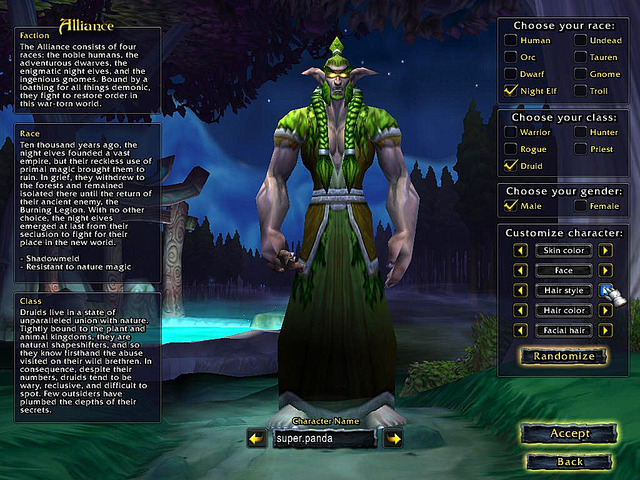 Alliance
Faction
The Alliance consists of four
races: the noble humans, the
adventurous dwarves, the
enigmatic night elves, and the
ingenious gnomes. Bound by a
loathing for all things demonic,
they fight to restore order in
this war-torn world.
Race
Ten thousand years ago, the
night elves founded a vast
empire, but their reckless use of
primal magic brought them to
ruin. In grief, they withdrew to
the forests and remained
isolated there until the return of
their ancient enemy, the
Burning Legion. With no other
choice, the night elves
emerged at last from their
seclusion to fight for their
place in the new world.
- Shadowmeld
- Resistant to nature magic
Class
Druids live in a state of
unparalleled union with nature.
Tightly bound to the plant and
animal kingdoms, they are
natural shapeshifters, and so
they know firsthand the abuse
visited on their wild brethren. In
consequence, despite their
numbers, druids tend to be
wary, reclusive, and difficult to
spot. Few outsiders have
plumbed the depths of their
secrets.
Character Name
super.panda
Choose your race:
Human Undead
Orc Tauren
Dwarf Gnome
Night Elf Troll
Choose your class:
Warrior Hunter
Rogue Priest
Druid
Choose your gender:
Male Female
Customize character:
Skin color
Face
Hair style
Hair color
Facial hair
Randomize
Accept
Back